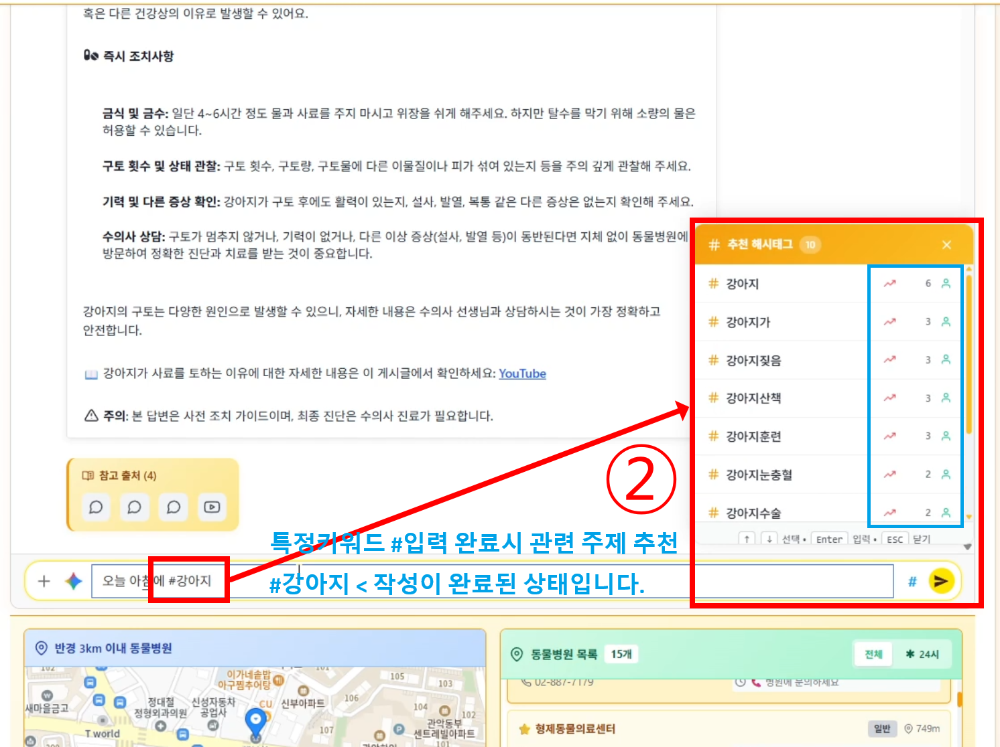 혹은 다른 건강상의 이유로 발생할 수 있어요.
즉시 조치사항
금식 및 금수: 일단 4~6시간 정도 물과 사료를 주지 마시고 위장을 쉬게 해주세요. 하지만 탈수를 막기 위해 소량의 물은
허용할 수 있습니다.
구토 횟수 및 상태 관찰: 구토 횟수, 구토량, 구토물에 다른 이물질이나 피가 섞여 있는지 등을 주의 깊게 관찰해 주세요.
기력 및 다른 증상 확인: 강아지가 구토 후에도 활력이 있는지, 설사, 발열, 복통 같은 다른 증상은 없는지 확인해 주세요.
수의사 상담: 구토가 멈추지 않거나, 기력이 없거나, 다른 이상 증상(설사, 발열 등)이 동반된다면 지체 없이 동물병원에
방문하여 정확한 진단과 치료를 받는 것이 중요합니다.
강아지의 구토는 다양한 원인으로 발생할 수 있으니, 자세한 내용은 수의사 선생님과 상담하시는 것이 가장 정확하고
안전합니다.
강아지가 사료를 토하는 이유에 대한 자세한 내용은 이 게시글에서 확인하세요: YouTube
주의: 본 답변은 사전 조치 가이드이며, 최종 진단은 수의사 진료가 필요합니다.
참고 출처 (4)
# 추천 해시태그 10
# 강아지 6
# 강아지가 3
# 강아지짖음 3
# 강아지산책 3
# 강아지훈련 3
# 강아지눈충혈 2
# 강아지수술 2
↑ ↓ 선택 • Enter 입력 • ESC 닫기
②
특정키워드 #입력 완료시 관련 주제 추천
#강아지 < 작성이 완료된 상태입니다.
오늘 아침에 #강아지
#
반경 3km 이내 동물병원
102
101
이가네솥밥
아구찜추어탕
105
103
새마을금고
정대철
정형외과의원
신성자동차
공업사
CU
신부아파트
106
104
102
관악동부
센트레빌아파트
107
101
T world
200
동물병원 목록 15개
전체
24시
02-887-7179
병원에 문의하세요
형제동물의료센터
일반
749m